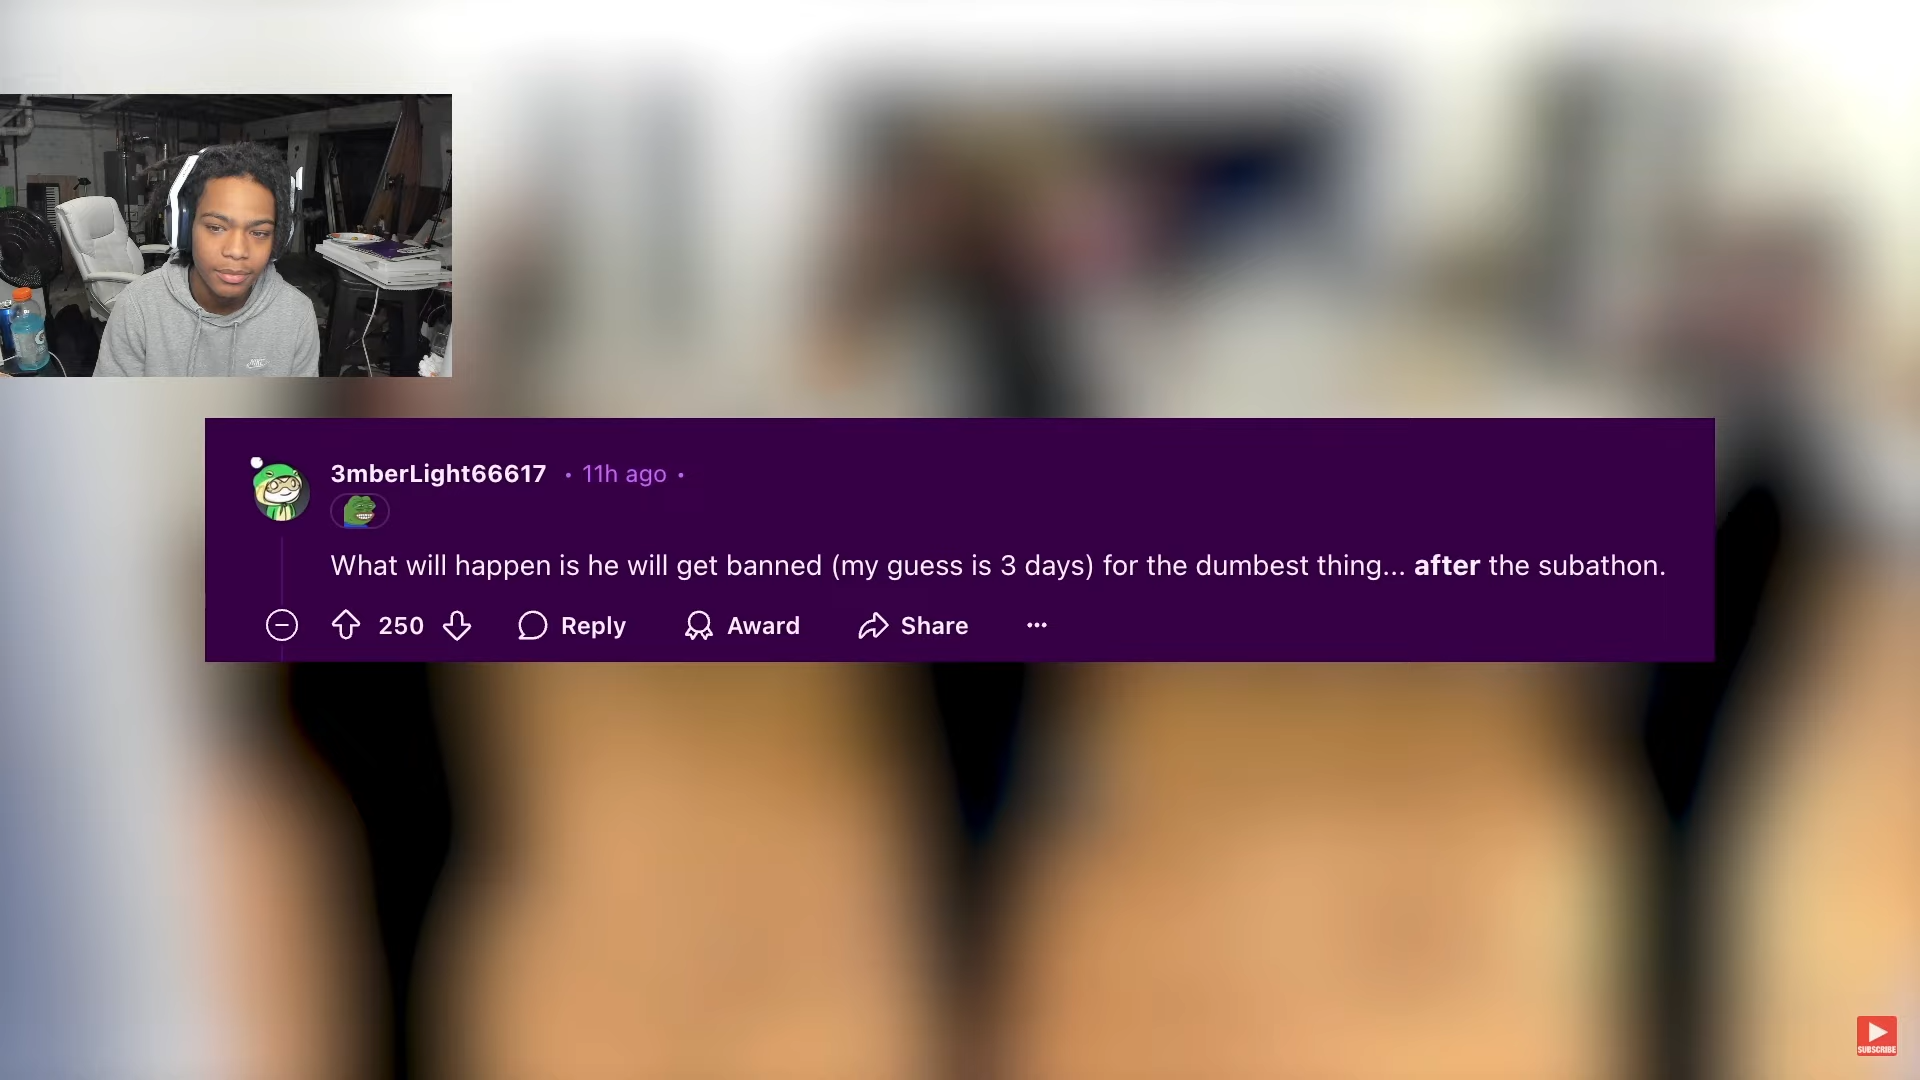 3mberLight66617 • 11h ago •
What will happen is he will get banned (my guess is 3 days) for the dumbest thing... after the subathon.
250 Reply Award Share ...
SUBSCRIBE